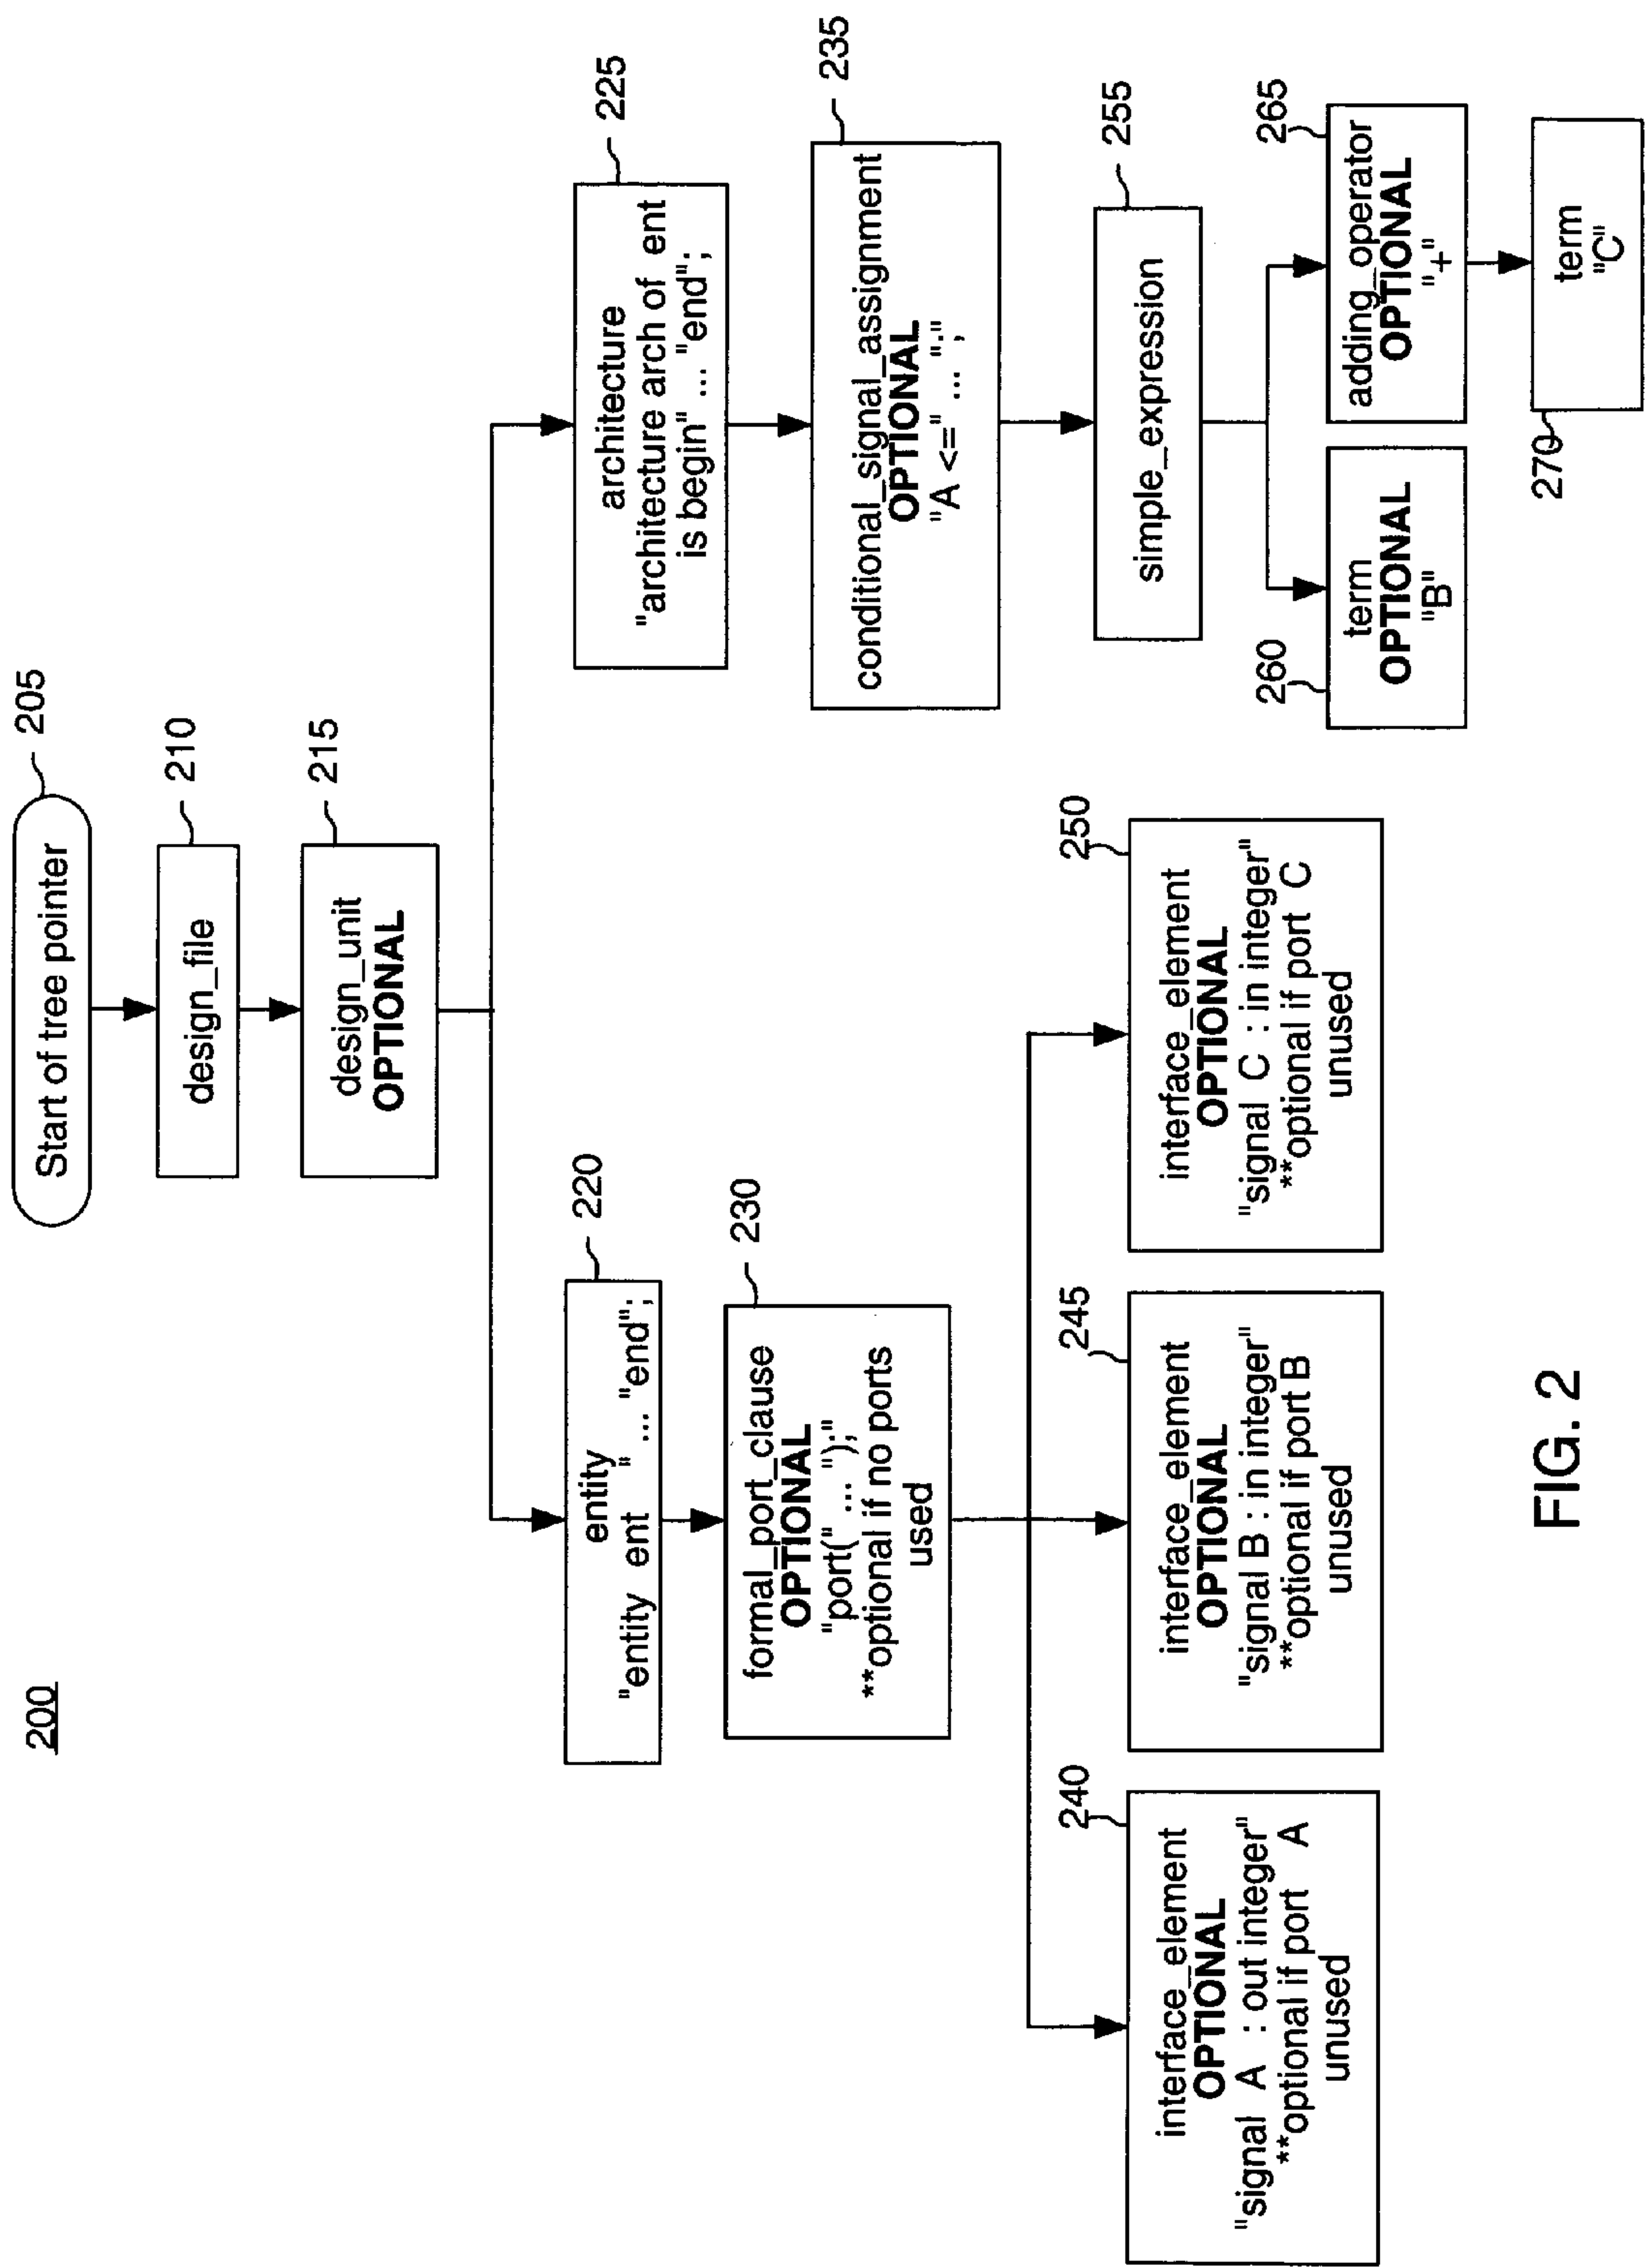 200
Start of tree pointer
205
design_file
210
design_unit
OPTIONAL
215
entity
"entity ent " ... "end";
220
architecture
"architecture arch of ent
is begin" ... "end";
225
formal_port_clause
OPTIONAL
"port(" ... ");"
**optional if no ports
used
230
conditional_signal_assignment
OPTIONAL
"A <=" ... ";"
235
interface_element
OPTIONAL
"signal A : out integer"
**optional if port A
unused
240
interface_element
OPTIONAL
"signal B : in integer"
**optional if port B
unused
245
interface_element
OPTIONAL
"signal C : in integer"
**optional if port C
unused
250
simple_expression
255
term
OPTIONAL
"B"
260
adding_operator
OPTIONAL
"+"
265
term
"C"
270
FIG. 2